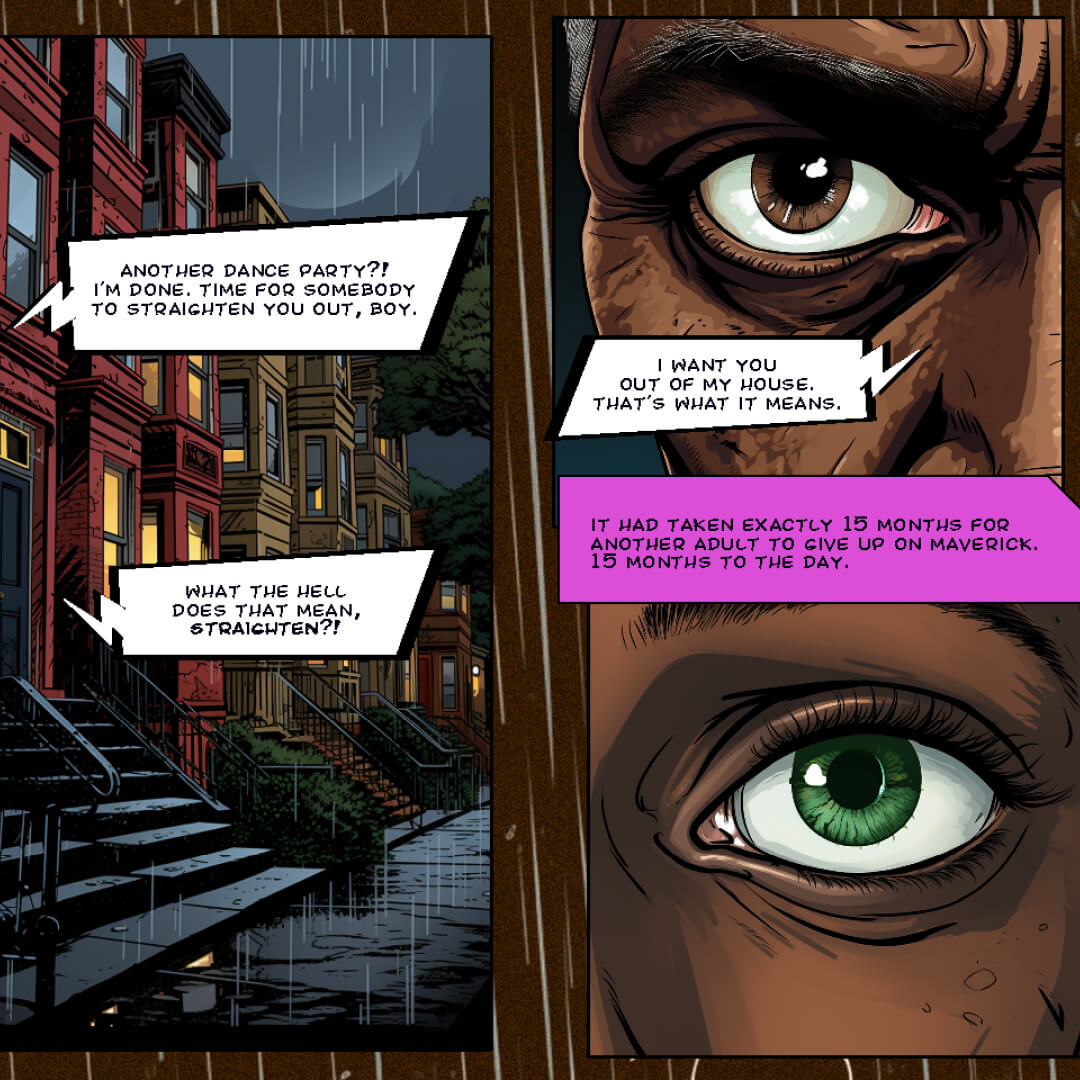 ANOTHER DANCE PARTY?!
I'M DONE. TIME FOR SOMEBODY
TO STRAIGHTEN YOU OUT, BOY.
WHAT THE HELL
DOES THAT MEAN,
STRAIGHTEN?!
I WANT YOU
OUT OF MY HOUSE.
THAT'S WHAT IT MEANS.
IT HAD TAKEN EXACTLY 15 MONTHS FOR
ANOTHER ADULT TO GIVE UP ON MAVERICK.
15 MONTHS TO THE DAY.